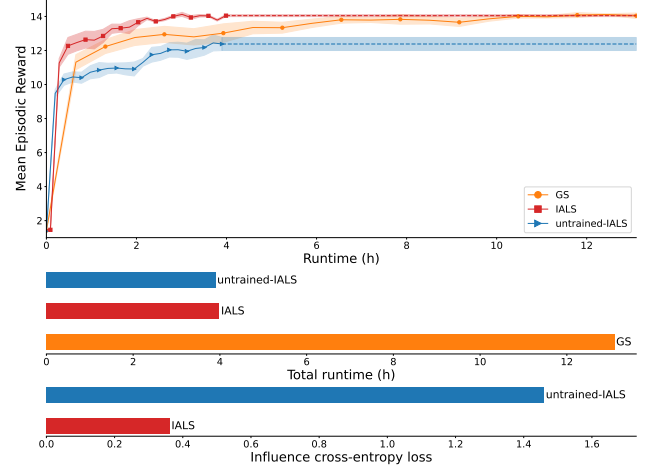 Mean Episodic Reward
14
12
10
8
6
4
2
GS
IALS
untrained-IALS
0 2 4 6 8 10 12
Runtime (h)
untrained-IALS
IALS
GS
0 2 4 6 8 10 12
Total runtime (h)
untrained-IALS
IALS
0.0 0.2 0.4 0.6 0.8 1.0 1.2 1.4 1.6
Influence cross-entropy loss